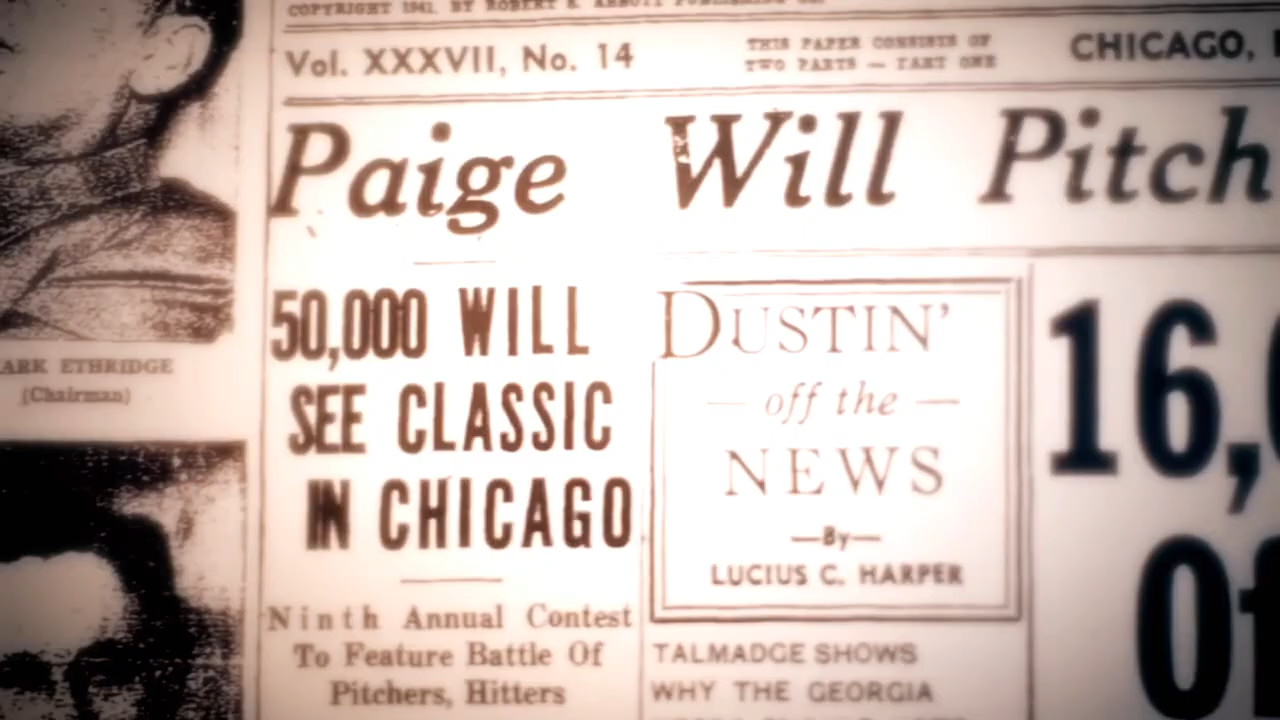 COPYRIGHT 1941, BY ROBERT S. ABBOTT PUBLISHING CO.
Vol. XXXVII, No. 14
THIS PAPER CONSISTS OF
TWO PARTS — PART ONE
CHICAGO,
Paige Will Pitch
ARK ETHRIDGE
(Chairman)
50,000 WILL
SEE CLASSIC
IN CHICAGO
Ninth Annual Contest
To Feature Battle Of
Pitchers, Hitters
DUSTIN'
— off the —
NEWS
—By—
LUCIUS C. HARPER
TALMADGE SHOWS
WHY THE GEORGIA
16,
Of